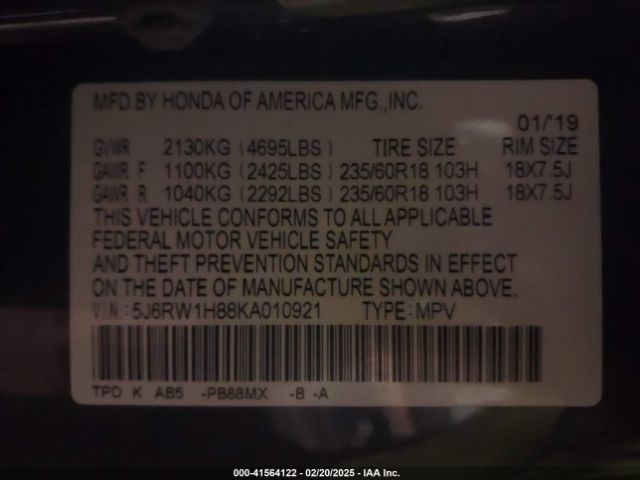 MFD.BY HONDA OF AMERICA MFG.,INC.
01/'19
GVWR 2130KG (4695LBS) TIRE SIZE RIM SIZE
GAWR F 1100KG (2425LBS) 235/60R18 103H 18X7.5J
GAWR R 1040KG (2292LBS) 235/60R18 103H 18X7.5J
THIS VEHICLE CONFORMS TO ALL APPLICABLE
FEDERAL MOTOR VEHICLE SAFETY
AND THEFT PREVENTION STANDARDS IN EFFECT
ON THE DATE OF MANUFACTURE SHOWN ABOVE.
V.I.N.:5J6RW1H88KA010921 TYPE:MPV
TPD K AB5 -PB88MX -B -A
000-41564122 - 02/20/2025 - IAA Inc.